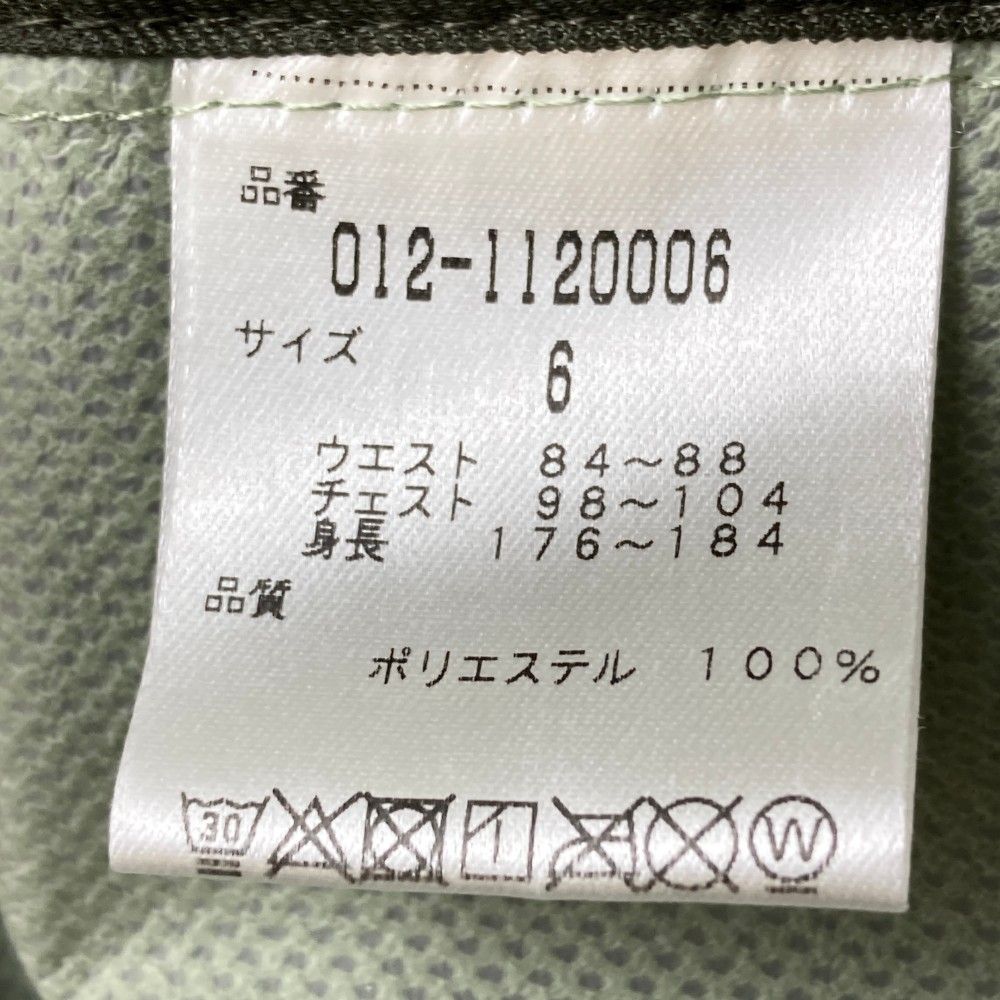 品番
012-1120006
サイズ 6
ウエスト 84～88
チェスト 98～104
身長 176～184
品質
ポリエステル 100%
30 W